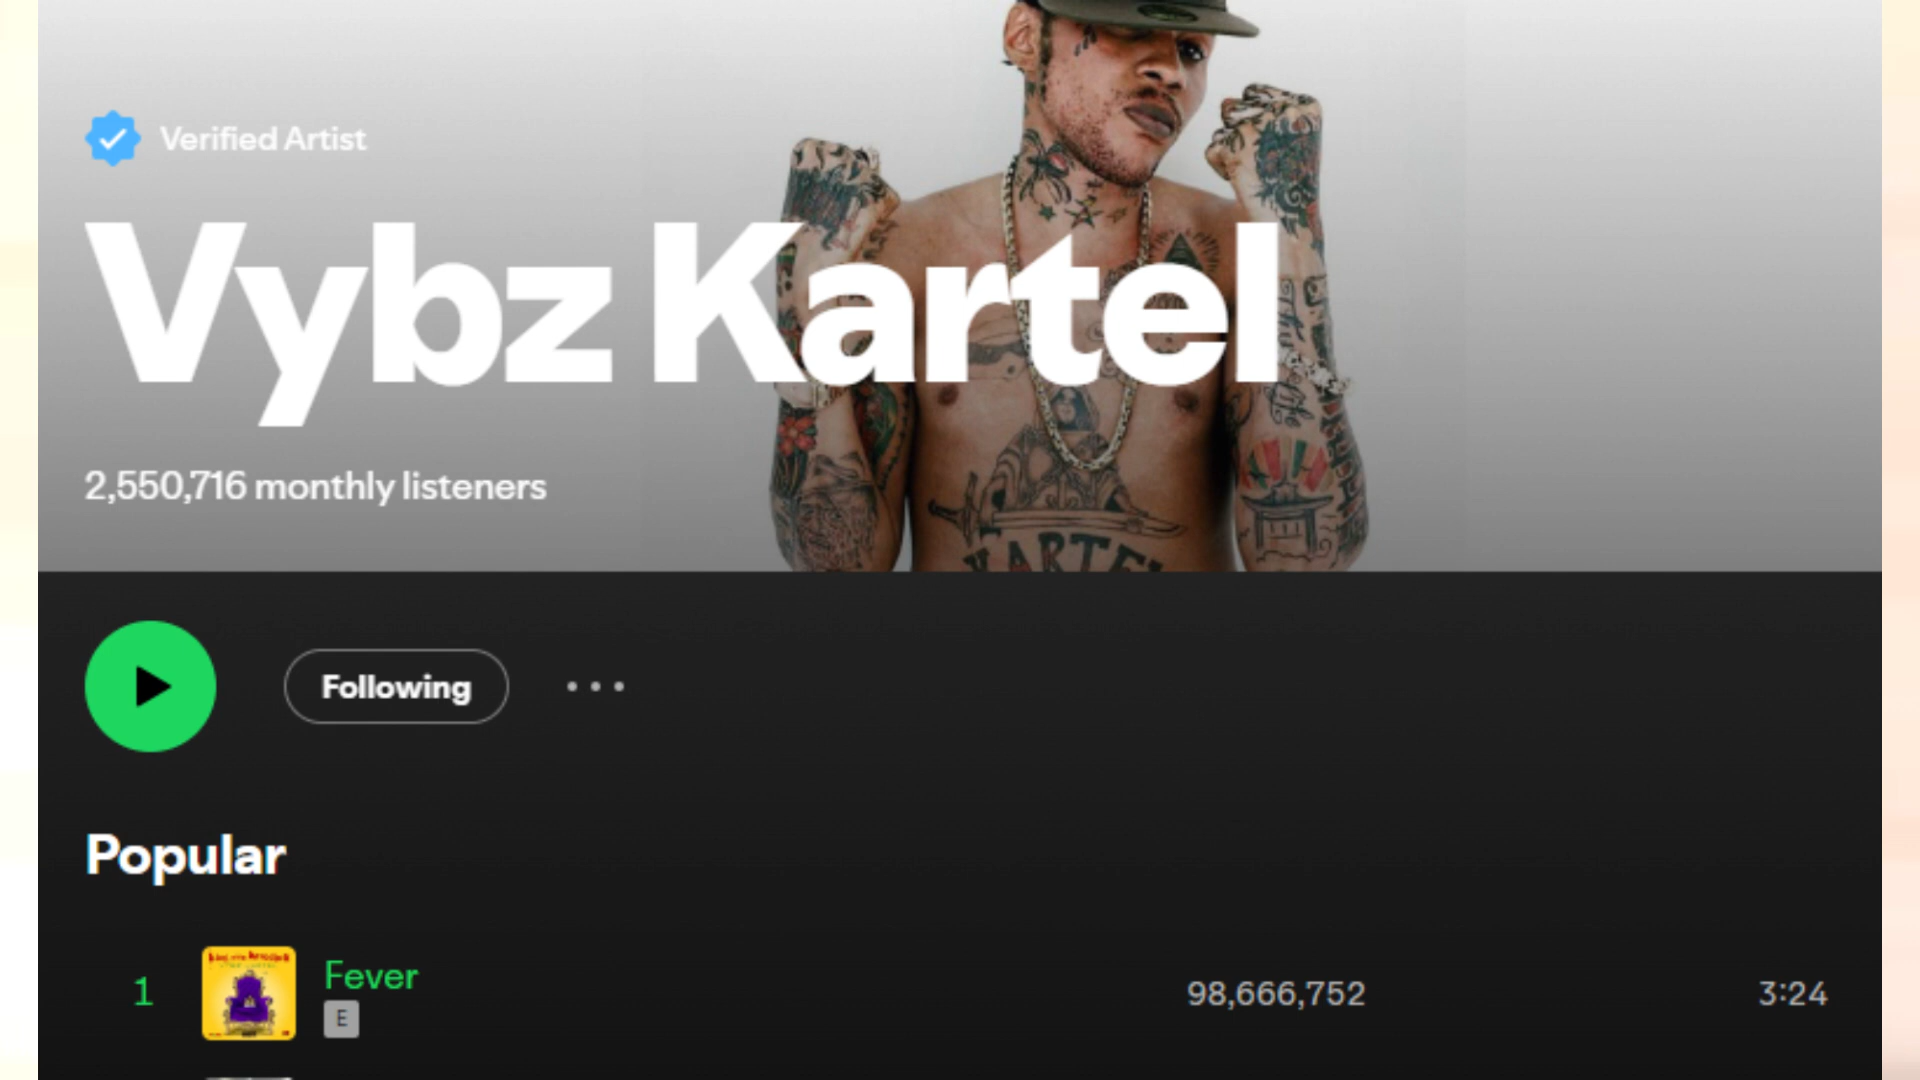 Verified Artist
Vybz Kartel
2,550,716 monthly listeners
Following
Popular
1
Fever
E
98,666,752
3:24